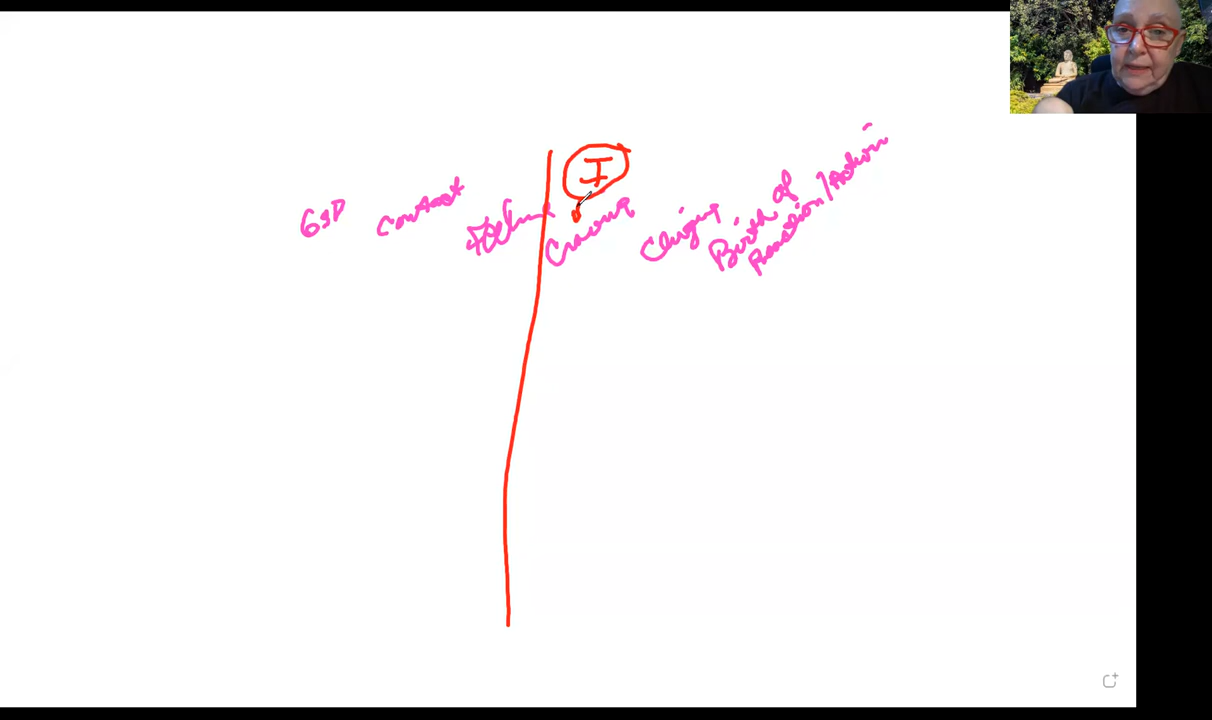 I
6SD
Contact
Feeling
Craving
Clinging
Birth of
Reaction/Action